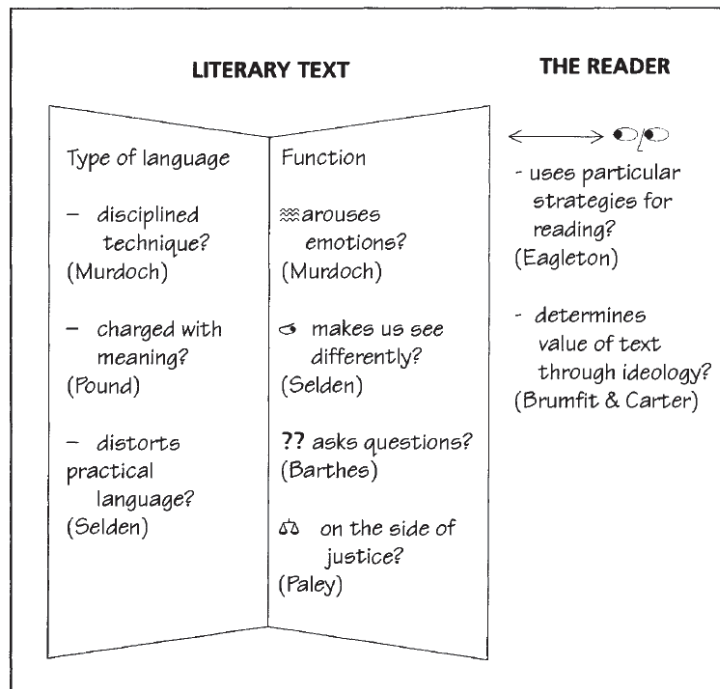 LITERARY TEXT
Type of language
– disciplined
technique?
(Murdoch)
– charged with
meaning?
(Pound)
– distorts
practical
language?
(Selden)
Function
arouses
emotions?
(Murdoch)
makes us see
differently?
(Selden)
?? asks questions?
(Barthes)
on the side of
justice?
(Paley)
THE READER
- uses particular
strategies for
reading?
(Eagleton)
- determines
value of text
through ideology?
(Brumfit & Carter)